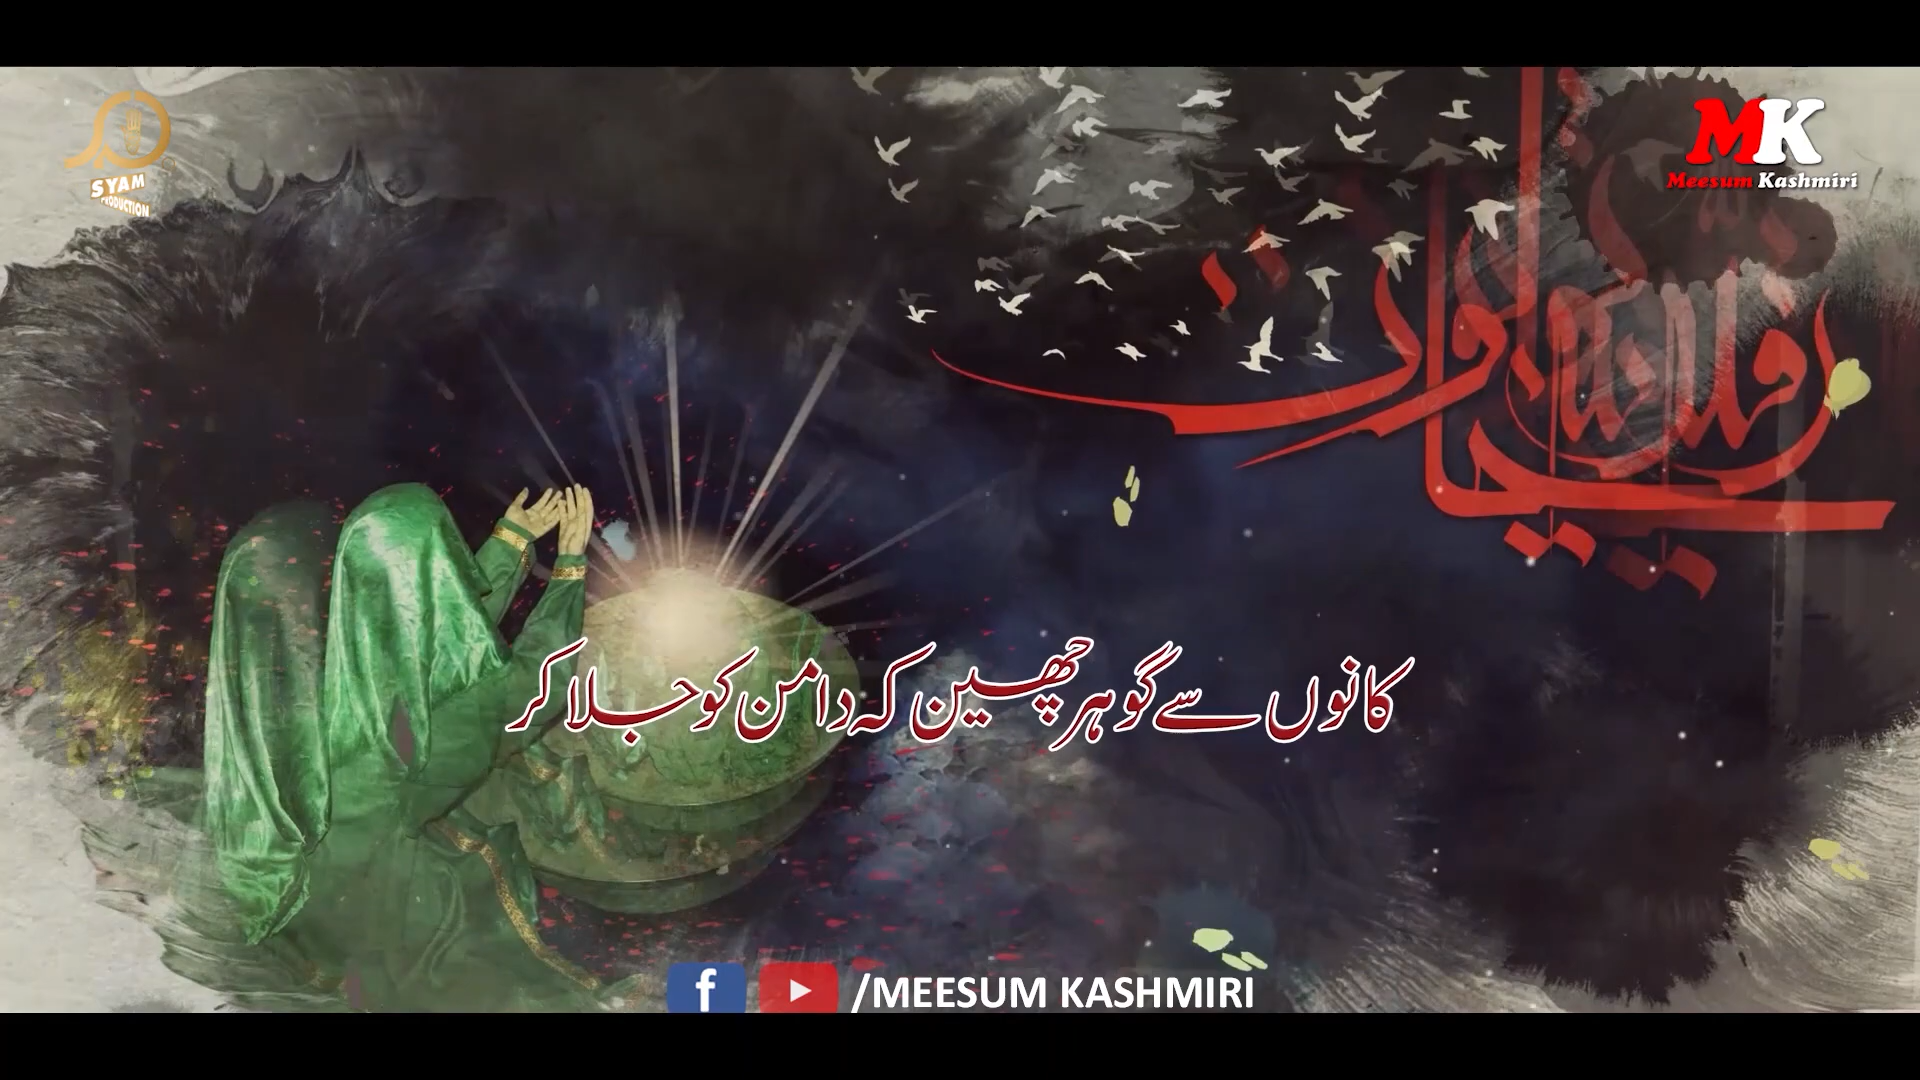 SYAM
PRODUCTION
MK
Meesum Kashmiri
کانوں سے گوہر چھین کہ دامن کو جلا کر
f /MEESUM KASHMIRI